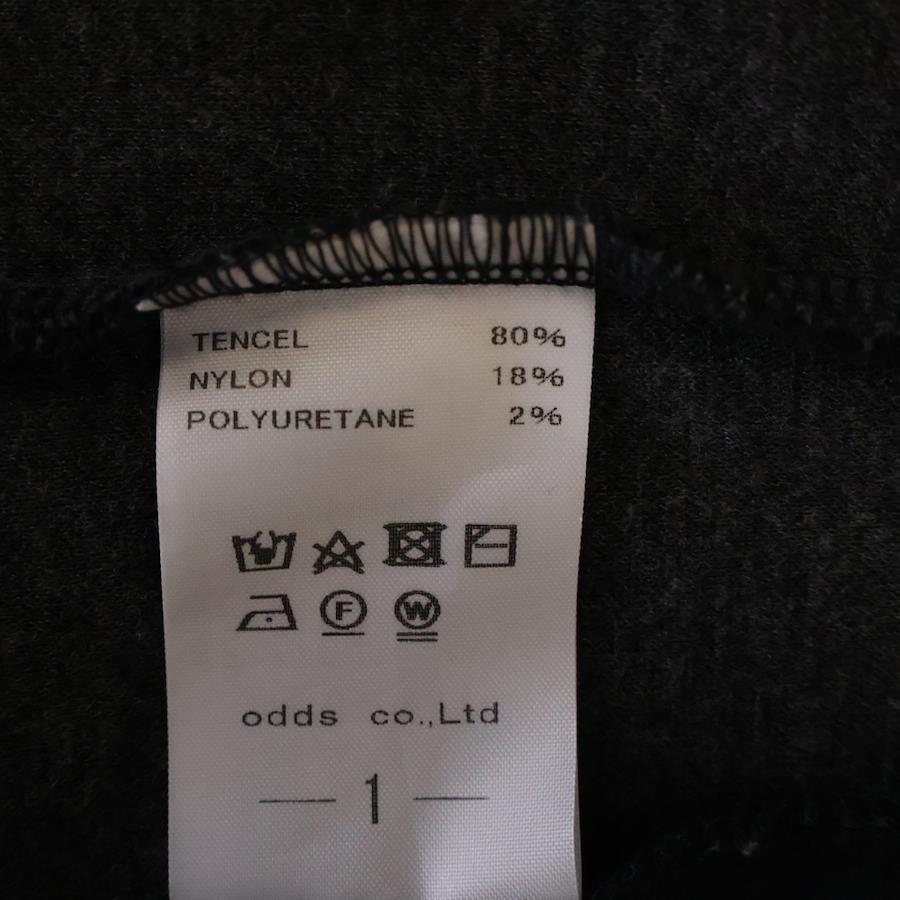 TENCEL 80%
NYLON 18%
POLYURETANE 2%
F W
odds co.,Ltd
1